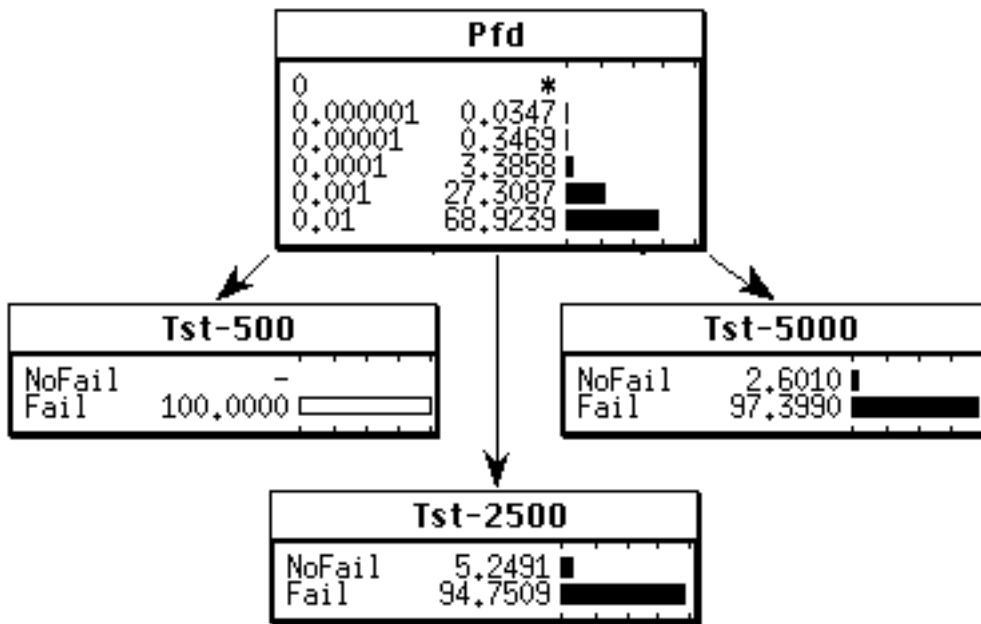 Pfd
0 *
0.000001 0.0347
0.00001 0.3469
0.0001 3.3858
0.001 27.3087
0.01 68.9239
Tst-500
NoFail -
Fail 100.0000
Tst-5000
NoFail 2.6010
Fail 97.3990
Tst-2500
NoFail 5.2491
Fail 94.7509